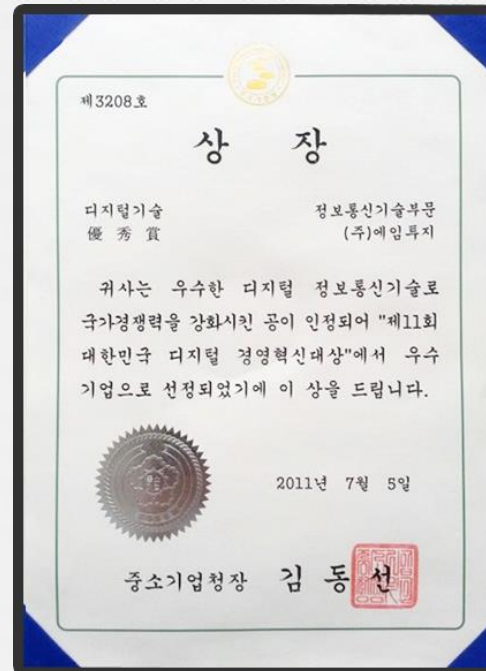 제3208호
상 장
디지털기술 정보통신기술부문
優秀賞 (주)에임투지
귀사는 우수한 디지털 정보통신기술로
국가경쟁력을 강화시킨 공이 인정되어 "제11회
대한민국 디지털 경영혁신대상"에서 우수
기업으로 선정되었기에 이 상을 드립니다.
2011년 7월 5일
중소기업청장 김동선